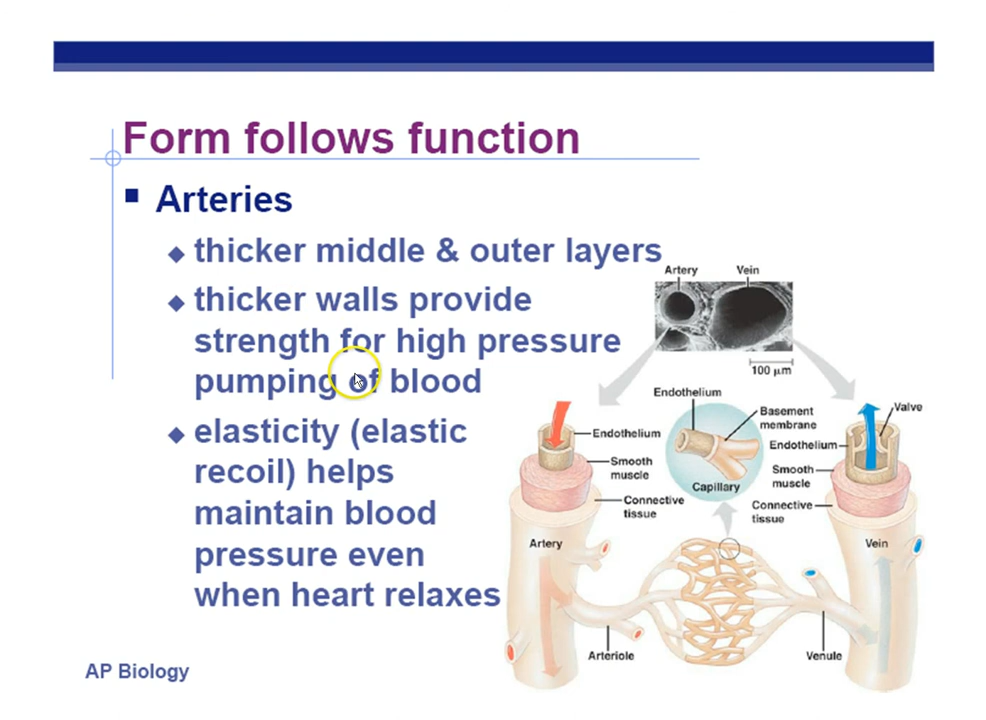 Form follows function
Arteries
thicker middle & outer layers
thicker walls provide
strength for high pressure
pumping of blood
elasticity (elastic
recoil) helps
maintain blood
pressure even
when heart relaxes
Artery Vein
100 µm
Endothelium
Basement
membrane
Capillary
Endothelium
Smooth
muscle
Connective
tissue
Artery
Valve
Endothelium
Smooth
muscle
Connective
tissue
Vein
Arteriole
Venule
AP Biology